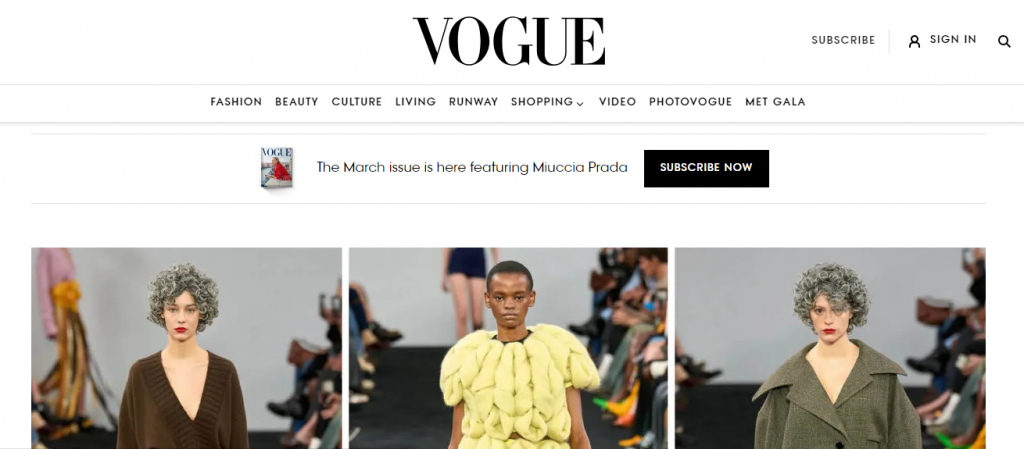 VOGUE
SUBSCRIBE
SIGN IN
FASHION BEAUTY CULTURE LIVING RUNWAY SHOPPING VIDEO PHOTOVOGUE MET GALA
VOGUE
The March issue is here featuring Miuccia Prada
SUBSCRIBE NOW